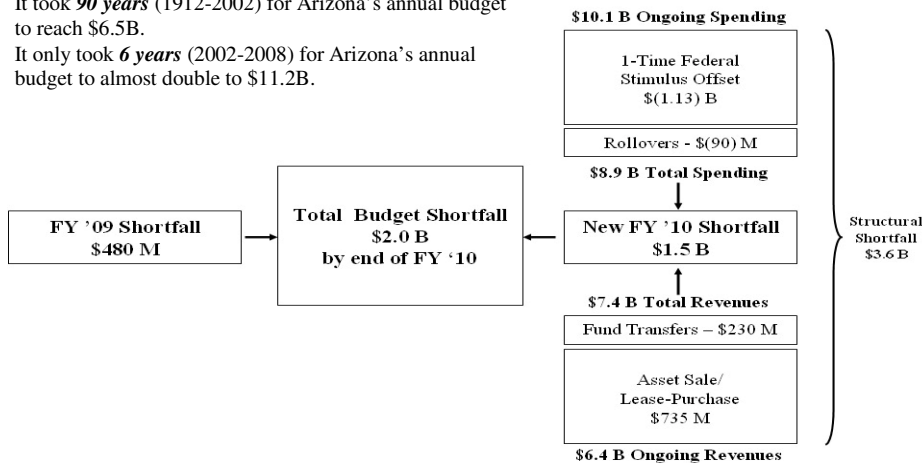 It took 90 years (1912-2002) for Arizona's annual budget
to reach $6.5B.
It only took 6 years (2002-2008) for Arizona's annual
budget to almost double to $11.2B.
$10.1 B Ongoing Spending
1-Time Federal
Stimulus Offset
$(1.13) B
Rollovers - $(90) M
$8.9 B Total Spending
FY '09 Shortfall
$480 M
Total Budget Shortfall
$2.0 B
by end of FY ‘10
New FY '10 Shortfall
$1.5 B
Structural
Shortfall
$3.6 B
$7.4 B Total Revenues
Fund Transfers – $230 M
Asset Sale/
Lease-Purchase
$735 M
$6.4 B Ongoing Revenues